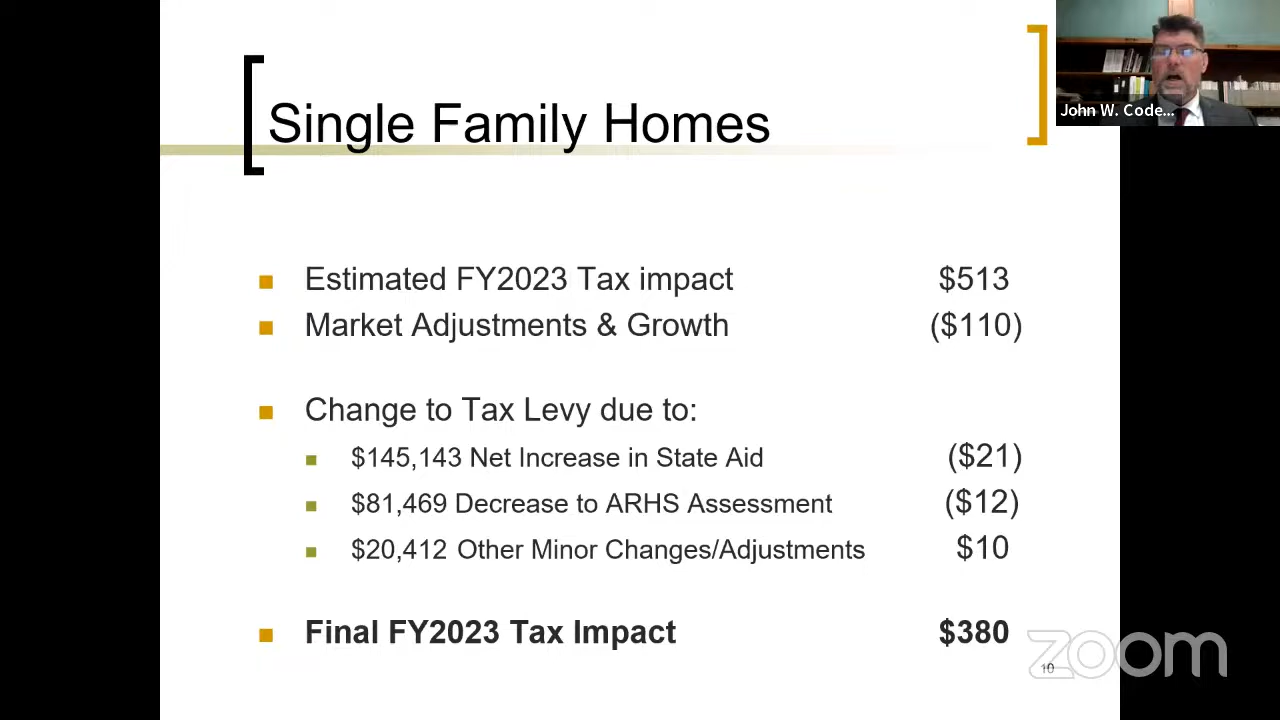 John W. Code...
Single Family Homes
Estimated FY2023 Tax impact $513
Market Adjustments & Growth ($110)
Change to Tax Levy due to:
$145,143 Net Increase in State Aid ($21)
$81,469 Decrease to ARHS Assessment ($12)
$20,412 Other Minor Changes/Adjustments $10
Final FY2023 Tax Impact $380
10
zoom